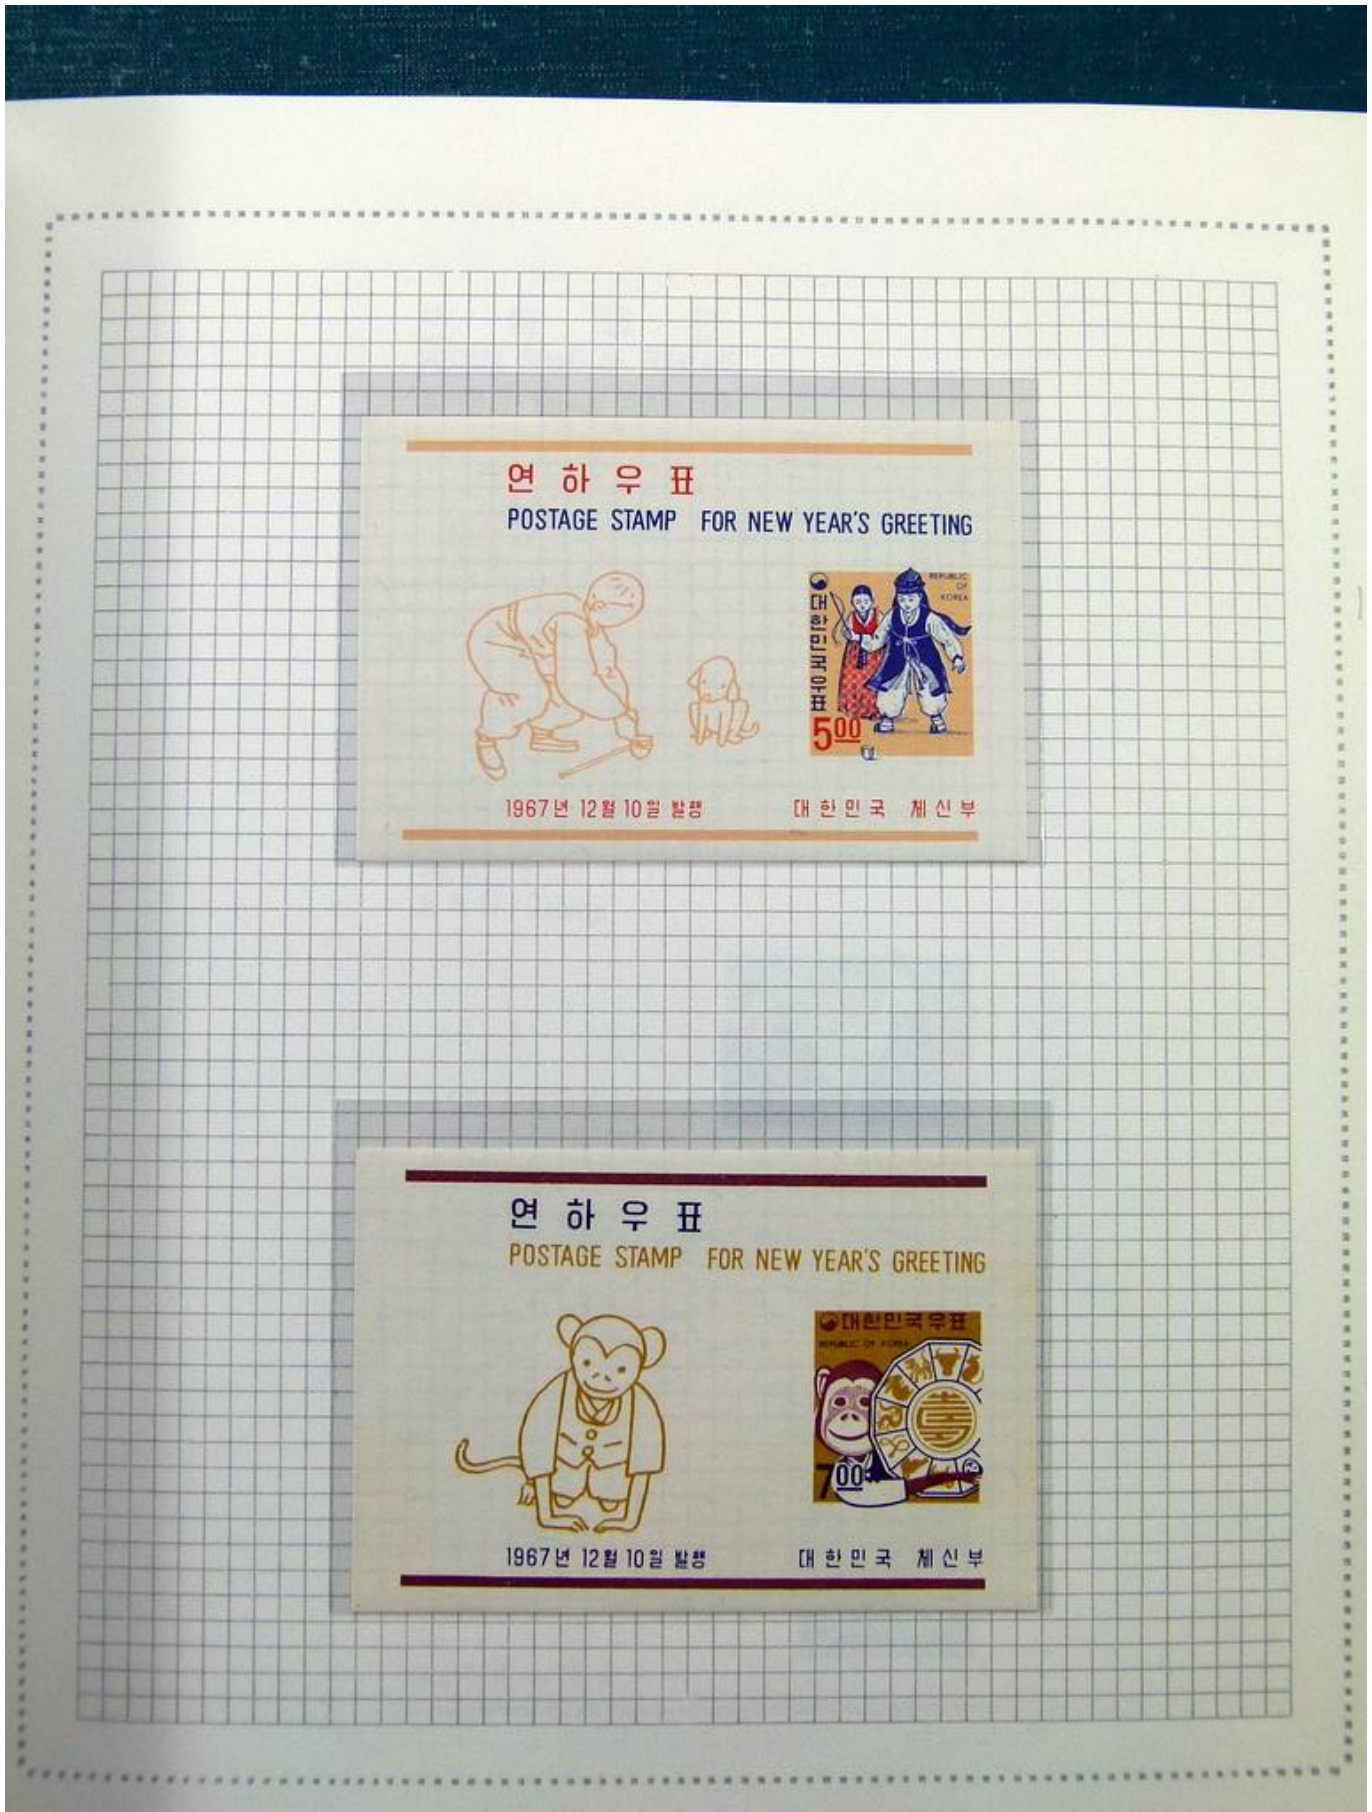 연하우표
POSTAGE STAMP FOR NEW YEAR'S GREETING
REPUBLIC
OF
KOREA
대한민국우표
500
1967년 12월 10일 발행
대한민국 체신부
연하우표
POSTAGE STAMP FOR NEW YEAR'S GREETING
대한민국우표
REPUBLIC OF KOREA
700
1967년 12월 10일 발행
대한민국 체신부